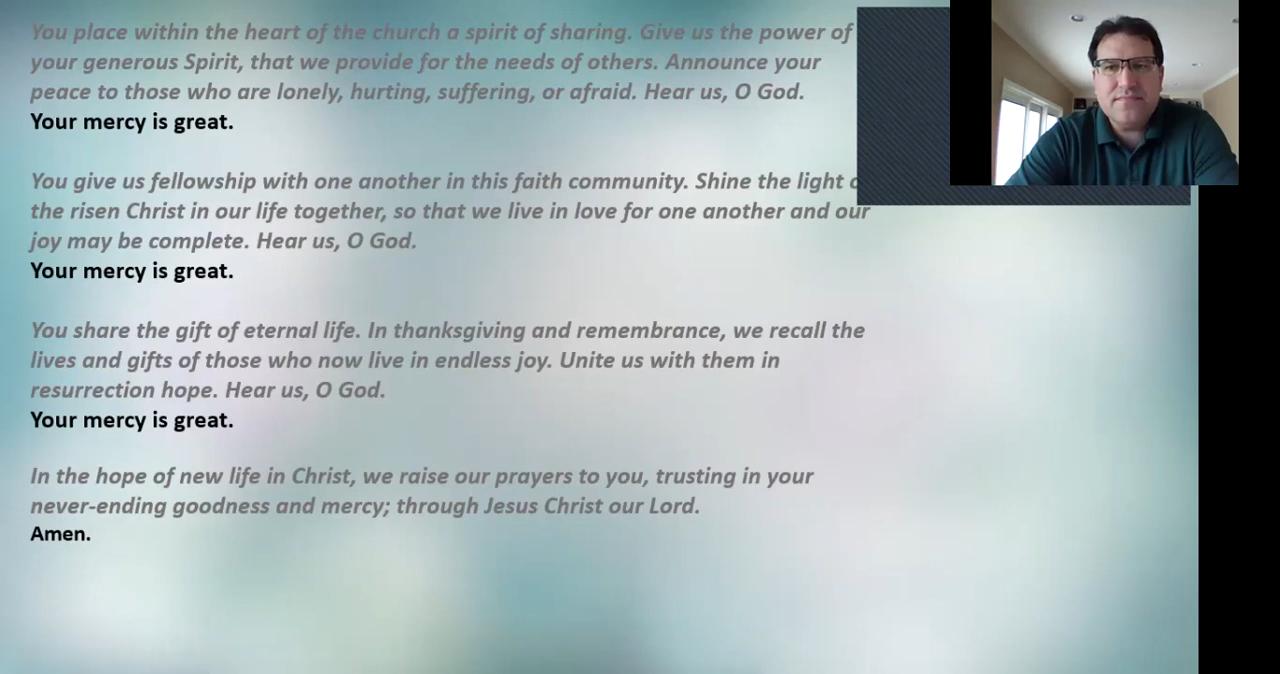 You place within the heart of the church a spirit of sharing. Give us the power of
your generous Spirit, that we provide for the needs of others. Announce your
peace to those who are lonely, hurting, suffering, or afraid. Hear us, O God.
Your mercy is great.
You give us fellowship with one another in this faith community. Shine the light
the risen Christ in our life together, so that we live in love for one another and our
joy may be complete. Hear us, O God.
Your mercy is great.
You share the gift of eternal life. In thanksgiving and remembrance, we recall the
lives and gifts of those who now live in endless joy. Unite us with them in
resurrection hope. Hear us, O God.
Your mercy is great.
In the hope of new life in Christ, we raise our prayers to you, trusting in your
never-ending goodness and mercy; through Jesus Christ our Lord.
Amen.